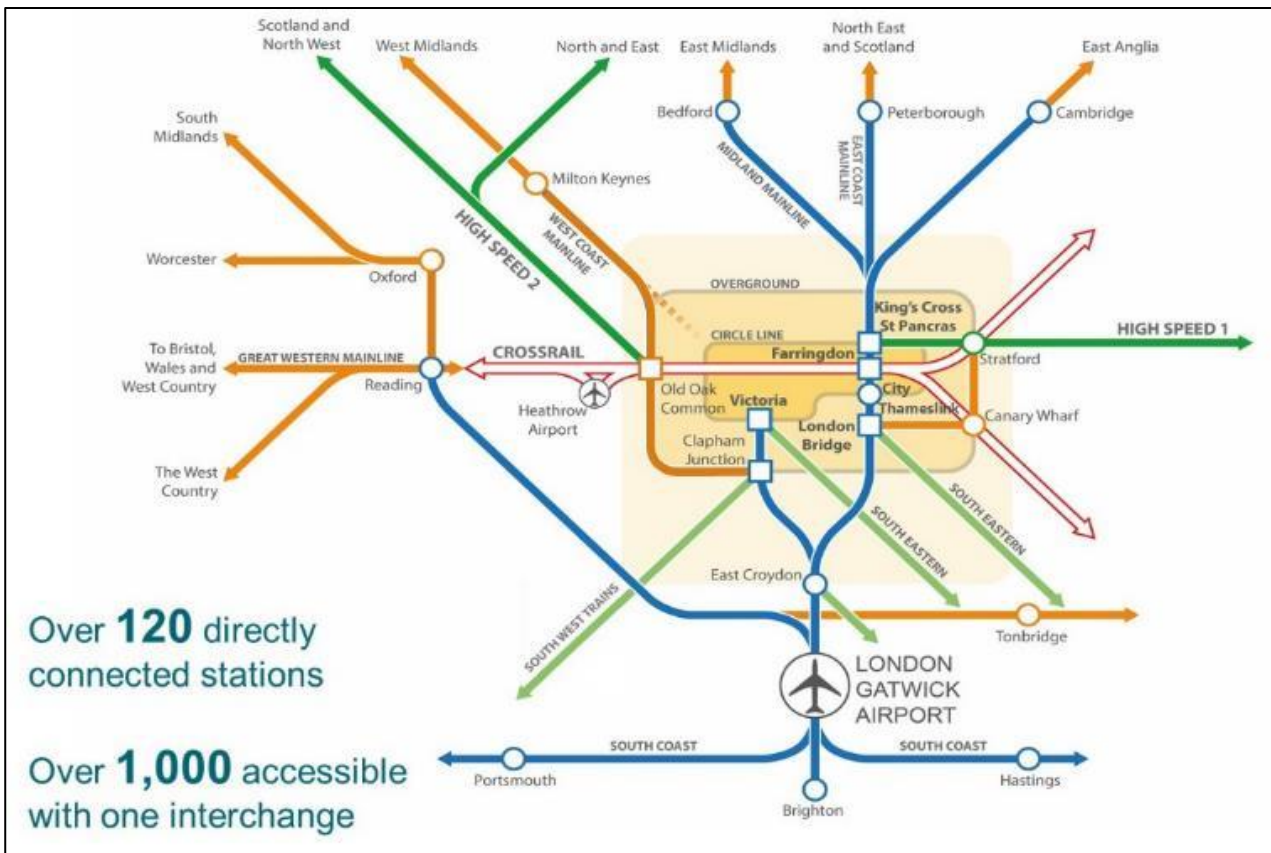 Scotland and
North West
West Midlands
North and East
East Midlands
North East
and Scotland
East Anglia
South
Midlands
Bedford
Peterborough
Cambridge
MIDLAND MAINLINE
EAST COAST
MAINLINE
Milton Keynes
WEST COAST
MAINLINE
HIGH SPEED 2
Worcester
Oxford
OVERGROUND
King's Cross
St Pancras
CIRCLE LINE
HIGH SPEED 1
To Bristol,
Wales and
West Country
GREAT WESTERN MAINLINE
Reading
CROSSRAIL
Farringdon
Stratford
Heathrow
Airport
Old Oak
Common
Victoria
City
Thameslink
London
Bridge
Canary Wharf
Clapham
Junction
The West
Country
SOUTH EASTERN
SOUTH EASTERN
East Croydon
SOUTH WEST TRAINS
Tonbridge
Over 120 directly
connected stations
LONDON
GATWICK
AIRPORT
SOUTH COAST
SOUTH COAST
Portsmouth
Hastings
Brighton
Over 1,000 accessible
with one interchange